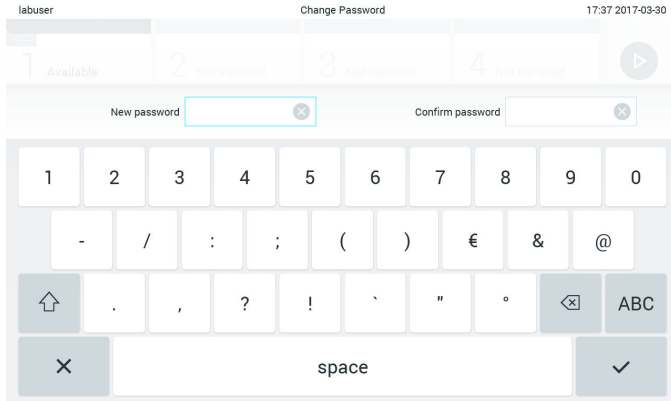 labuser Change Password 17:37 2017-03-30
1 Available 2 Not installed 3 Not installed 4 Not installed
New password Confirm password
1 2 3 4 5 6 7 8 9 0
- / : ; ( ) € & @
. , ? ! ` " ° ABC
space